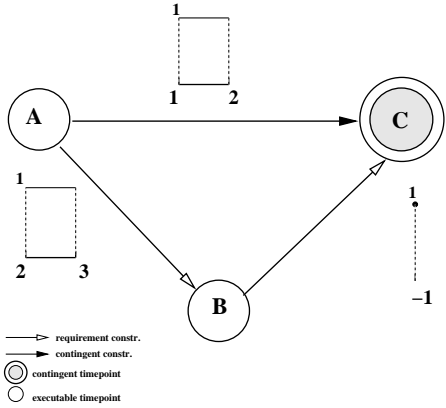 1
1 2
A
C
1
2 3
1
−1
B
requirement constr.
contingent constr.
contingent timepoint
executable timepoint